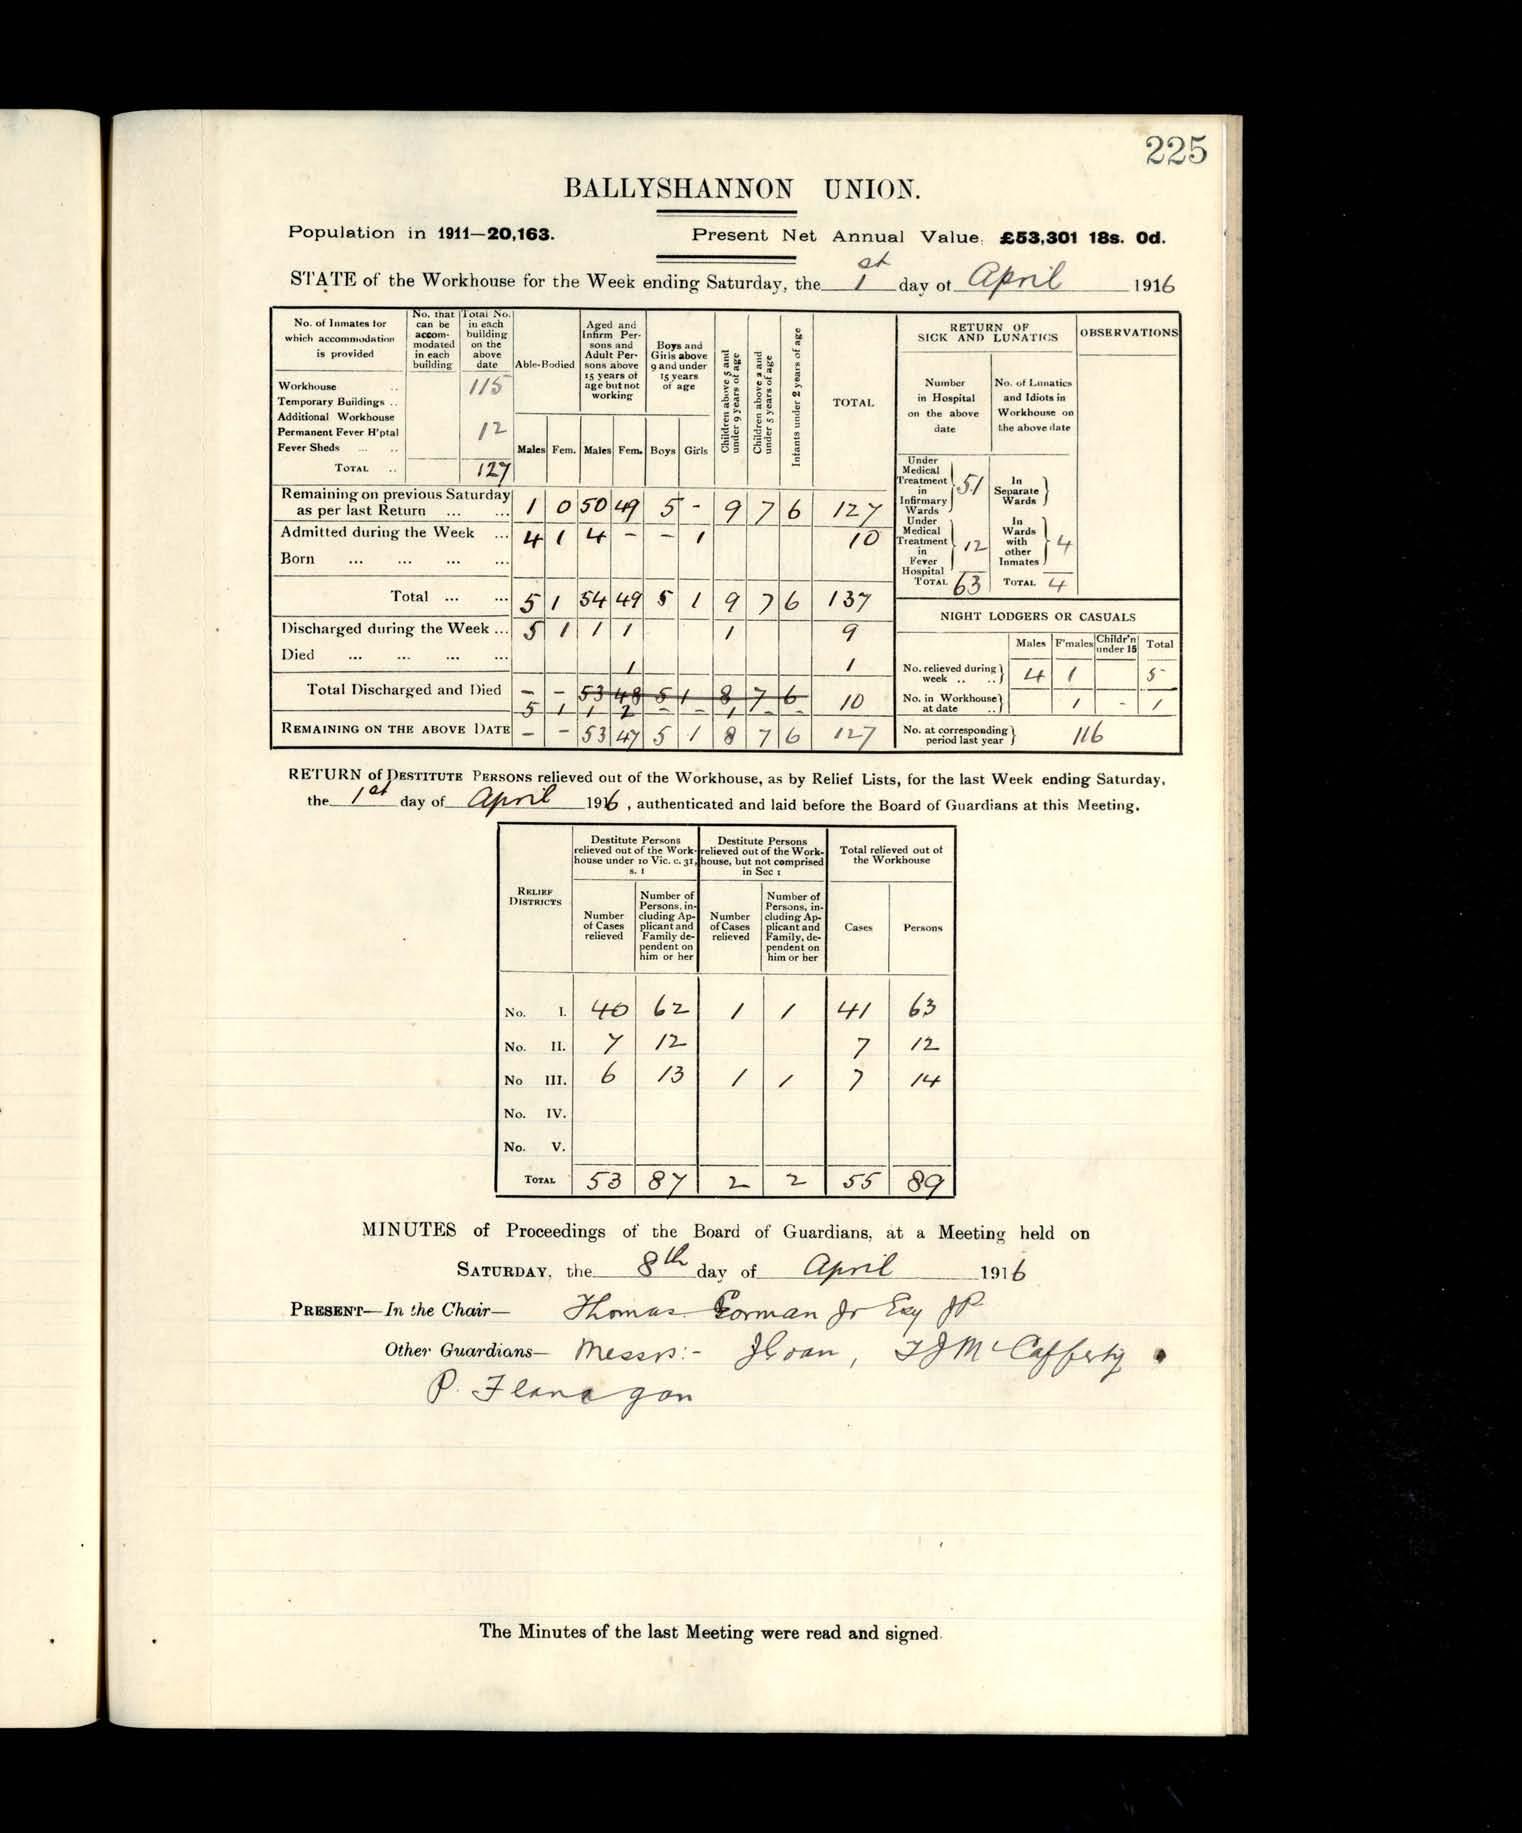 225
BALLYSHANNON UNION.
Population in 1911—20,163. Present Net Annual Value, £53,301 18s. 0d.
STATE of the Workhouse for the Week ending Saturday, the 1st day of April 1916
No. of Inmates for which accommodation is provided
No. that can be accommodated in each building
Total No. in each building on the above date
Able-Bodied
Aged and Infirm Persons and Adult Persons above 15 years of age but not working
Boys and Girls above 9 and under 15 years of age
Children above 5 and under 9 years of age
Children above 2 and under 5 years of age
Infants under 2 years of age
TOTAL
Workhouse .. 115
Temporary Buildings ..
Additional Workhouse
Permanent Fever H'ptal 12
Fever Sheds ... ..
TOTAL .. 127
Males Fem. Males Fem. Boys Girls
Remaining on previous Saturday
as per last Return ... ... 1 0 50 49 5 - 9 7 6 127
Admitted during the Week ... 4 1 4 - - 1 10
Born ... ... ... ...
Total ... ... 5 1 54 49 5 1 9 7 6 137
Discharged during the Week ... 5 1 1 1 1 9
Died ... ... ... ... 1 1
Total Discharged and Died - - 53 48 5 1 8 7 6 10
5 1 1 2 - - 1 - -
REMAINING ON THE ABOVE DATE - - 53 47 5 1 8 7 6 127
RETURN OF SICK AND LUNATICS
OBSERVATIONS
Number in Hospital on the above date
No. of Lunatics and Idiots in Workhouse on the above date
Under Medical Treatment in Infirmary Wards 51
In Separate Wards
Under Medical Treatment in Fever Hospital 12
In Wards with other Inmates 4
TOTAL 63 TOTAL 4
NIGHT LODGERS OR CASUALS
Males F'males Childr'n under 15 Total
No. relieved during week .. .. 4 1 5
No. in Workhouse at date .. 1 - 1
No. at corresponding period last year 116
RETURN of DESTITUTE PERSONS relieved out of the Workhouse, as by Relief Lists, for the last Week ending Saturday,
the 1st day of April 1916, authenticated and laid before the Board of Guardians at this Meeting.
RELIEF DISTRICTS
Destitute Persons relieved out of the Workhouse under 10 Vic. c. 31, s. 1
Destitute Persons relieved out of the Workhouse, but not comprised in Sec 1
Total relieved out of the Workhouse
Number of Cases relieved
Number of Persons, including Applicant and Family dependent on him or her
Number of Cases relieved
Number of Persons, including Applicant and Family, dependent on him or her
Cases
Persons
No. I. 40 62 1 1 41 63
No. II. 7 12 7 12
No III. 6 13 1 1 7 14
No. IV.
No. V.
TOTAL 53 87 2 2 55 89
MINUTES of Proceedings of the Board of Guardians, at a Meeting held on
SATURDAY, the 8th day of April 1916
PRESENT—In the Chair— Thomas Gorman Jr Esq JP
Other Guardians— Messrs:- J Goan, T J McCafferty
P. Flanagan
The Minutes of the last Meeting were read and signed.